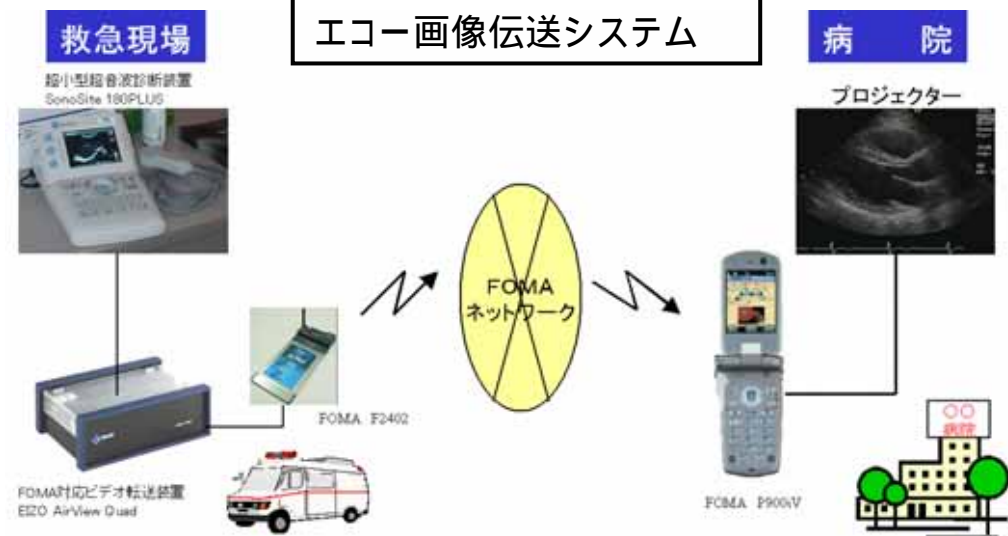 エコー画像伝送システム
救急現場
超小型超音波診断装置
SonoSite 180PLUS
FOMA F2402
FOMA対応ビデオ転送装置
EIZO AirView Quad
FOMA
ネットワーク
病 院
プロジェクター
FOMA P900iV
○○
病院